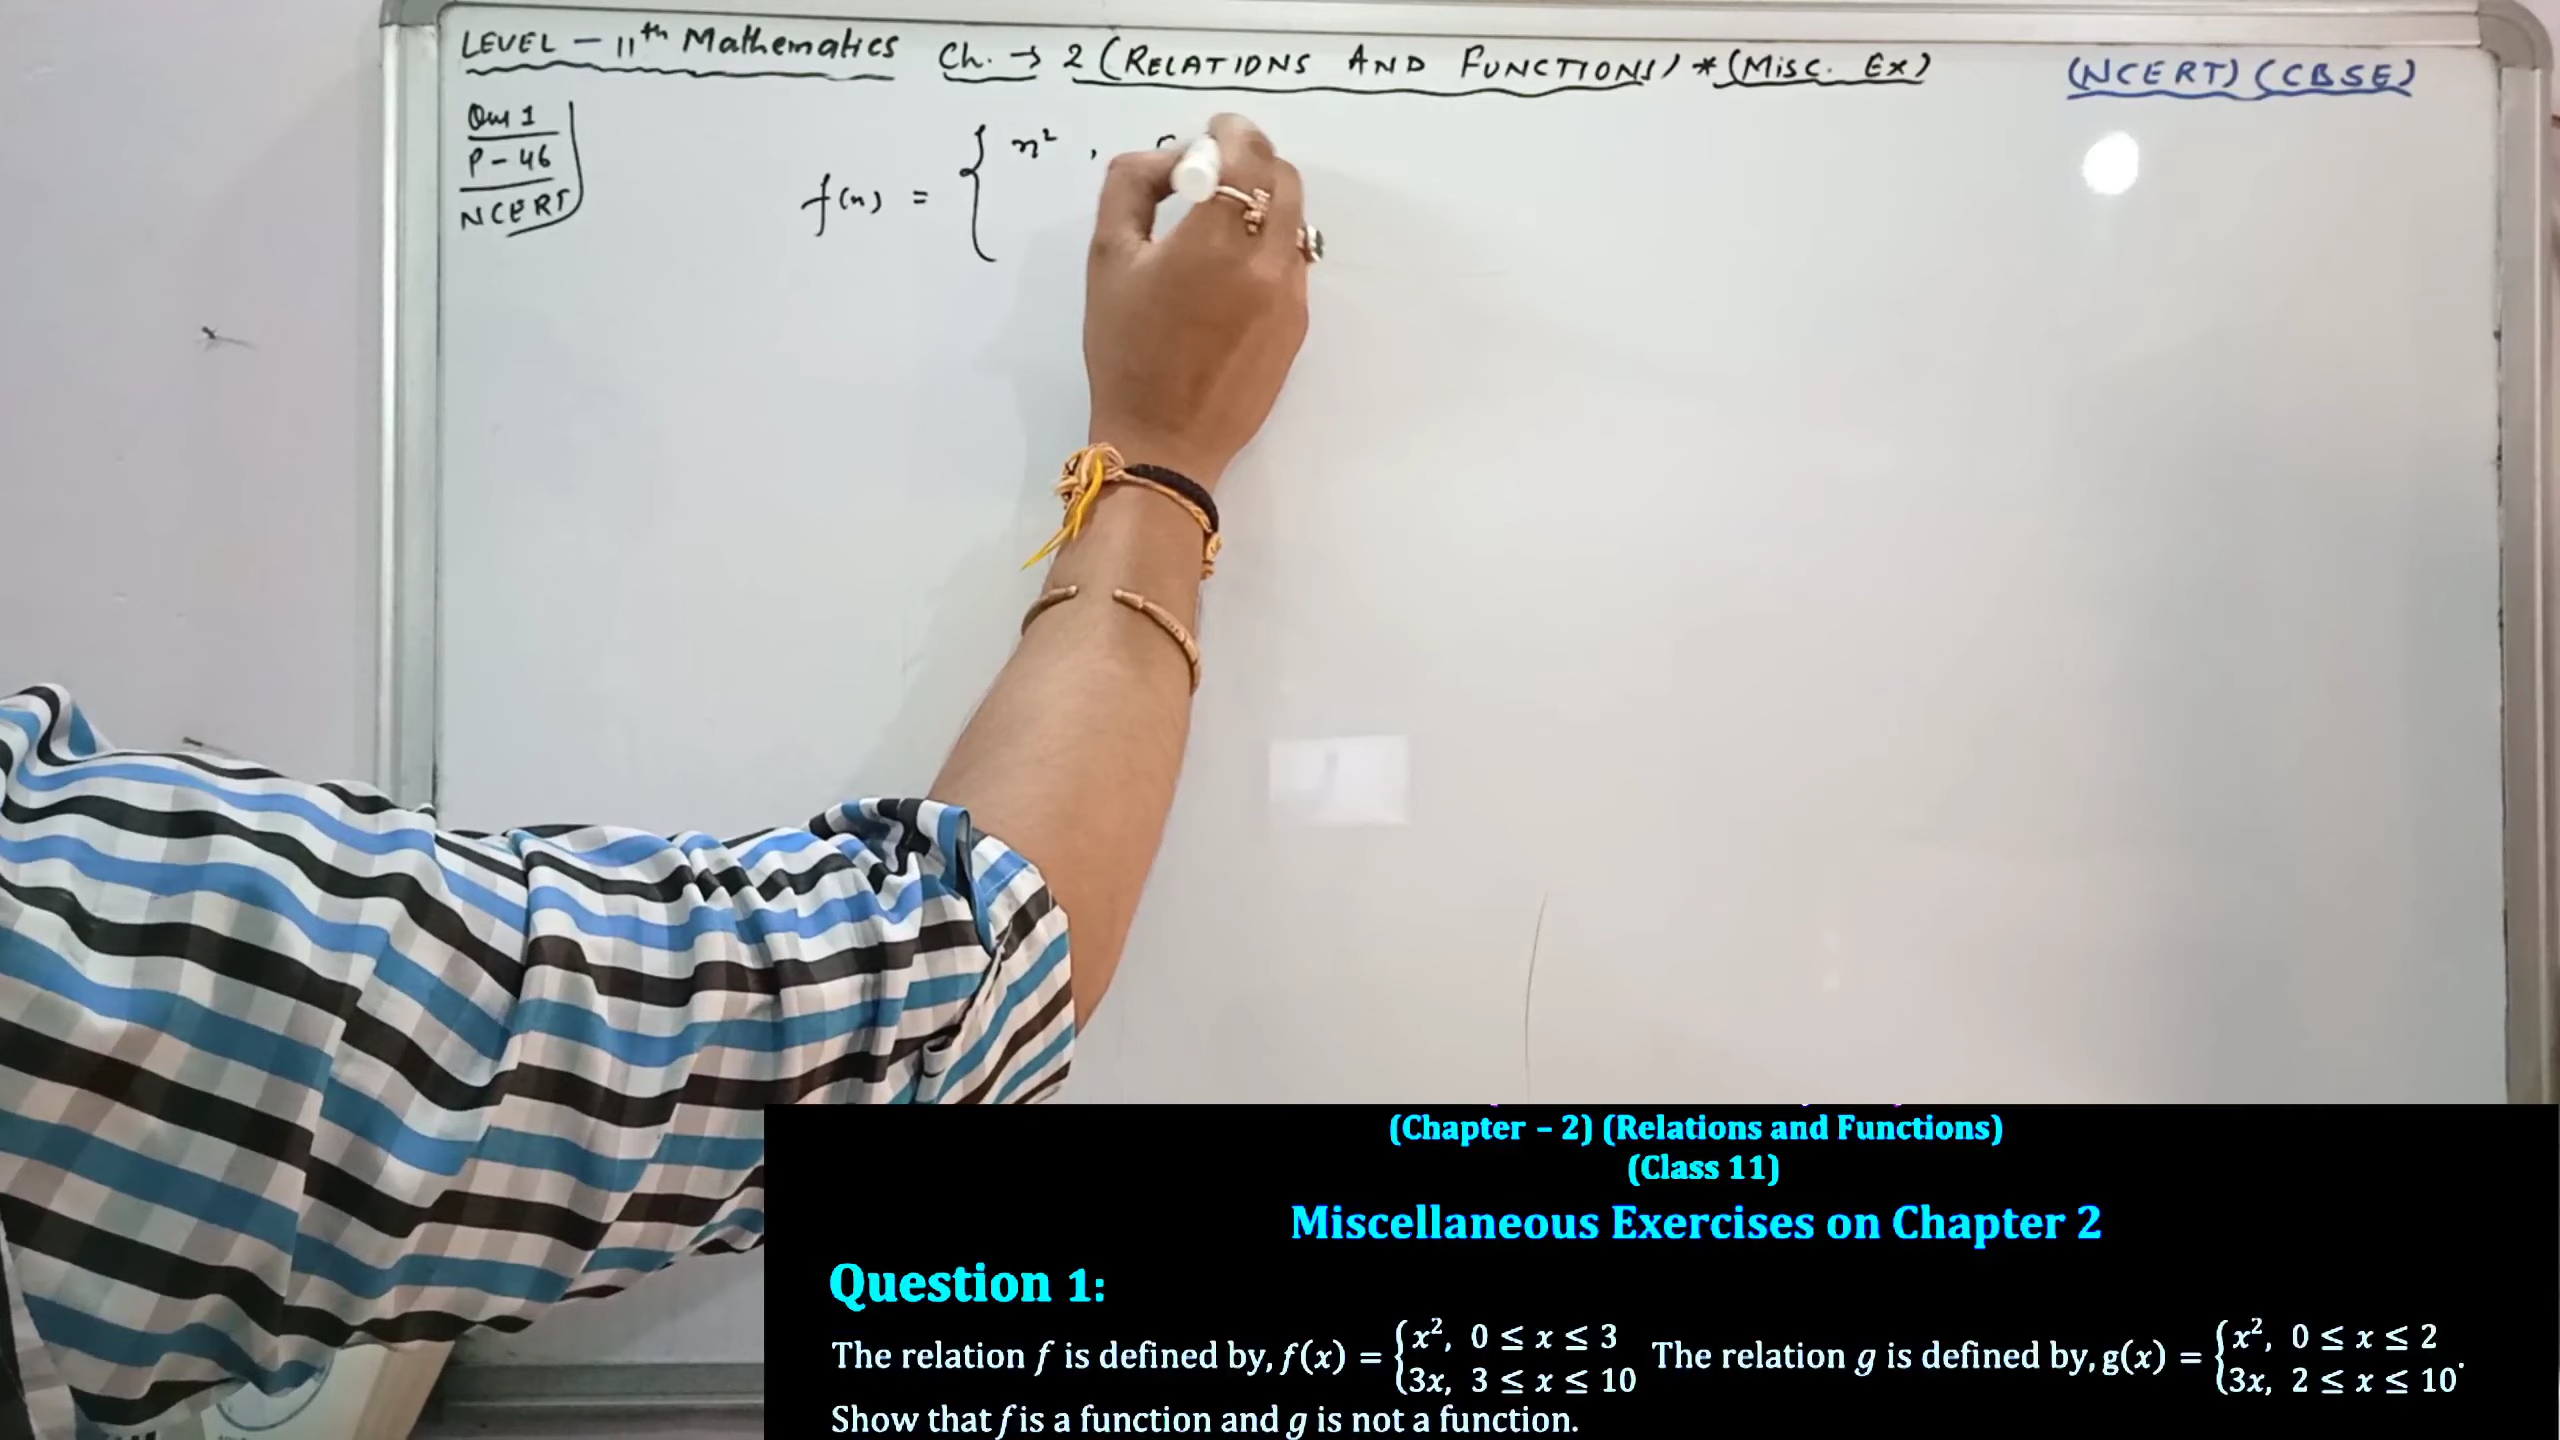 LEVEL – 11th Mathematics Ch. → 2 (RELATIONS AND FUNCTIONS) * (Misc. Ex) (NCERT) (CBSE)
Qus 1
P – 46
NCERT
f(x) = { x² ,
(Chapter – 2) (Relations and Functions)
(Class 11)
Miscellaneous Exercises on Chapter 2
Question 1:
The relation f is defined by, f(x) = {x², 0 ≤ x ≤ 3 3x, 3 ≤ x ≤ 10 The relation g is defined by, g(x) = {x², 0 ≤ x ≤ 2 3x, 2 ≤ x ≤ 10.
Show that f is a function and g is not a function.